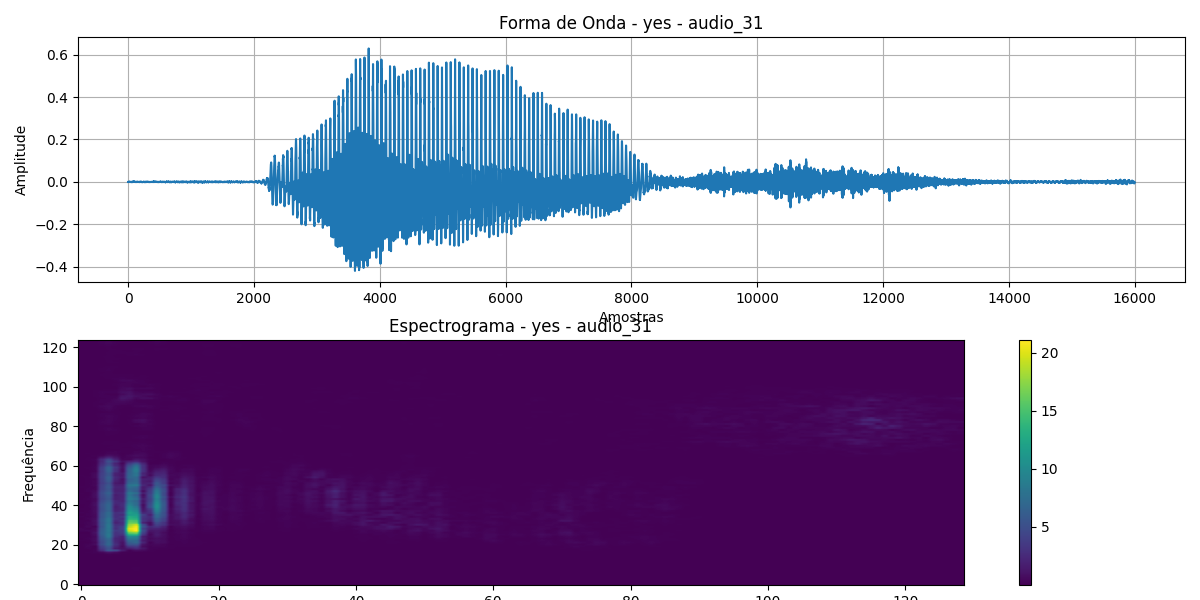 Forma de Onda - yes - audio_31
0.6
0.4
0.2
0.0
−0.2
−0.4
Amplitude
0 2000 4000 6000 8000 10000 12000 14000 16000
Amostras
Espectrograma - yes - audio_31
120
100
80
60
40
20
0
Frequência
0 20 40 60 80 100 120
20
15
10
5